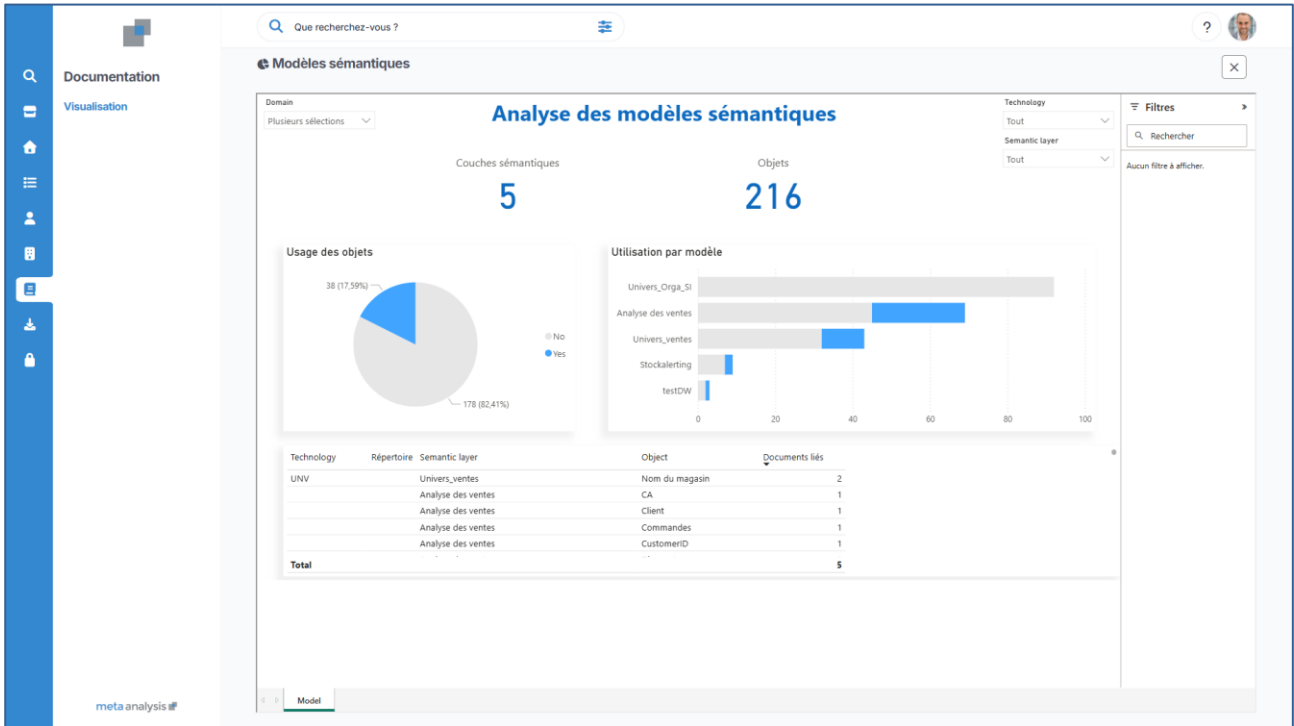 Que recherchez-vous ?
?
Documentation
Visualisation
Modèles sémantiques
Domain
Plusieurs sélections
Analyse des modèles sémantiques
Technology
Tout
Semantic layer
Tout
Filtres
Rechercher
Aucun filtre à afficher.
Couches sémantiques
5
Objets
216
Usage des objets
38 (17,59%)
178 (82,41%)
No
Yes
Utilisation par modèle
Univers_Orga_SI
Analyse des ventes
Univers_ventes
Stockalerting
testDW
0 20 40 60 80 100
Technology Répertoire Semantic layer Object Documents liés
UNV Univers_ventes Nom du magasin 2
Analyse des ventes CA 1
Analyse des ventes Client 1
Analyse des ventes Commandes 1
Analyse des ventes CustomerID 1
Total 5
Model
meta analysis